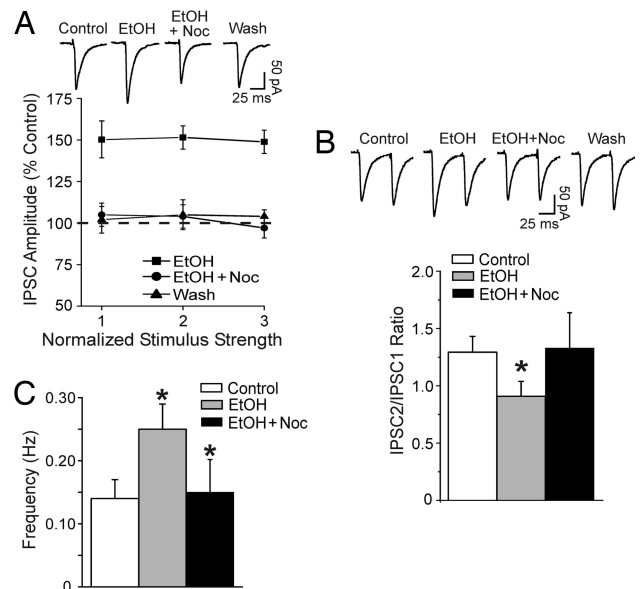 A
Control
EtOH
EtOH
+ Noc
Wash
50 pA
25 ms
IPSC Amplitude (% Control)
175
150
125
100
75
50
EtOH
EtOH + Noc
Wash
1
2
3
Normalized Stimulus Strength
B
Control
EtOH
EtOH+Noc
Wash
50 pA
25 ms
Control
EtOH
EtOH+Noc
IPSC2/IPSC1 Ratio
2.0
1.5
1.0
0.5
0
*
C
Control
EtOH
EtOH+Noc
Frequency (Hz)
0.30
0.20
0.10
0
*
*